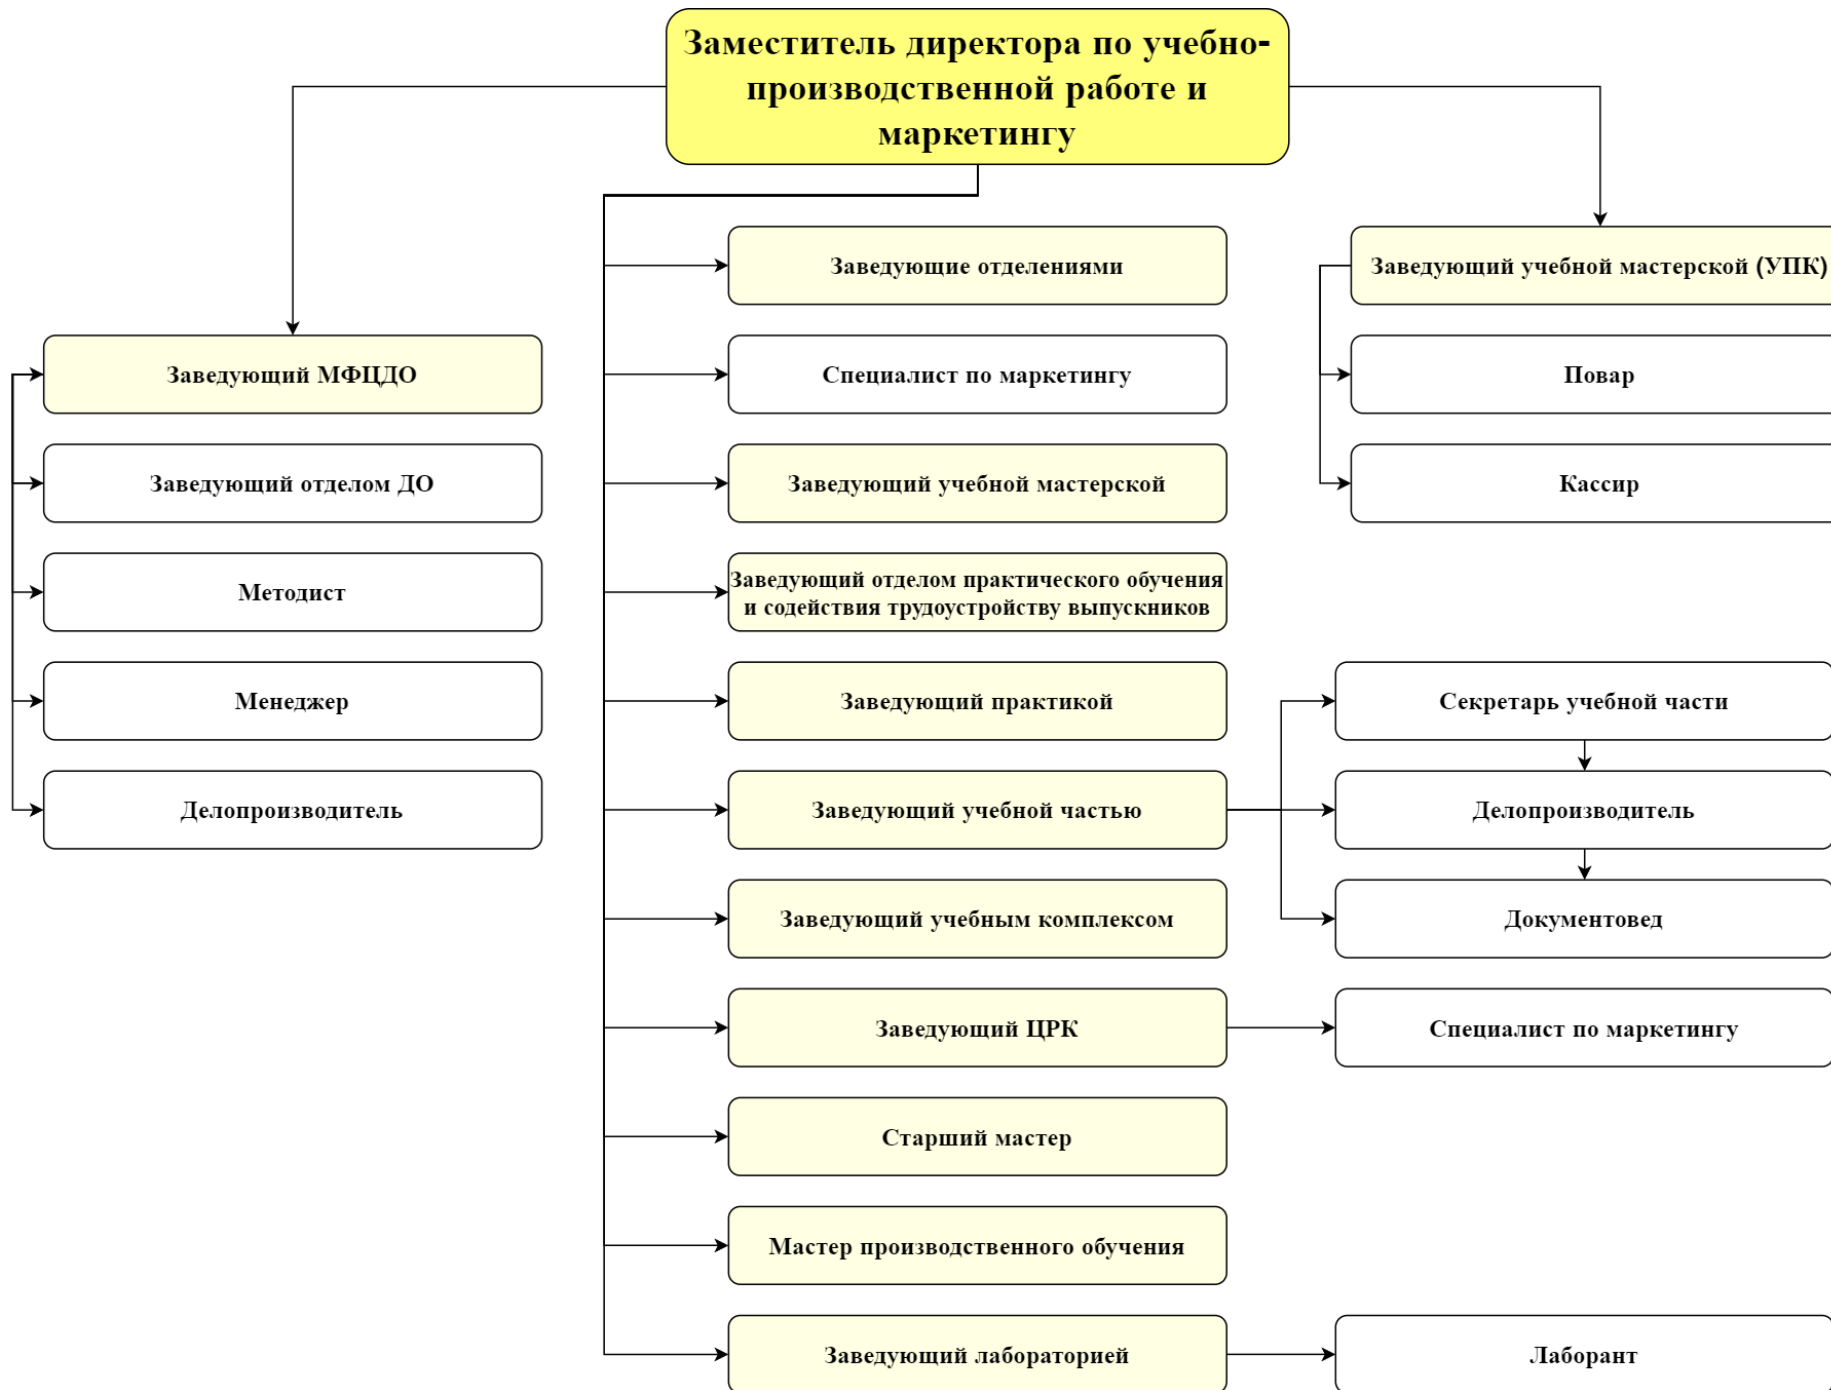 Заместитель директора по учебно-
производственной работе и
маркетингу
Заведующий МФЦДО
Заведующий отделом ДО
Методист
Менеджер
Делопроизводитель
Заведующие отделениями
Специалист по маркетингу
Заведующий учебной мастерской
Заведующий отделом практического обучения
и содействия трудоустройству выпускников
Заведующий практикой
Заведующий учебной частью
Заведующий учебным комплексом
Заведующий ЦРК
Старший мастер
Мастер производственного обучения
Заведующий лабораторией
Заведующий учебной мастерской (УПК)
Повар
Кассир
Секретарь учебной части
Делопроизводитель
Документовед
Специалист по маркетингу
Лаборант